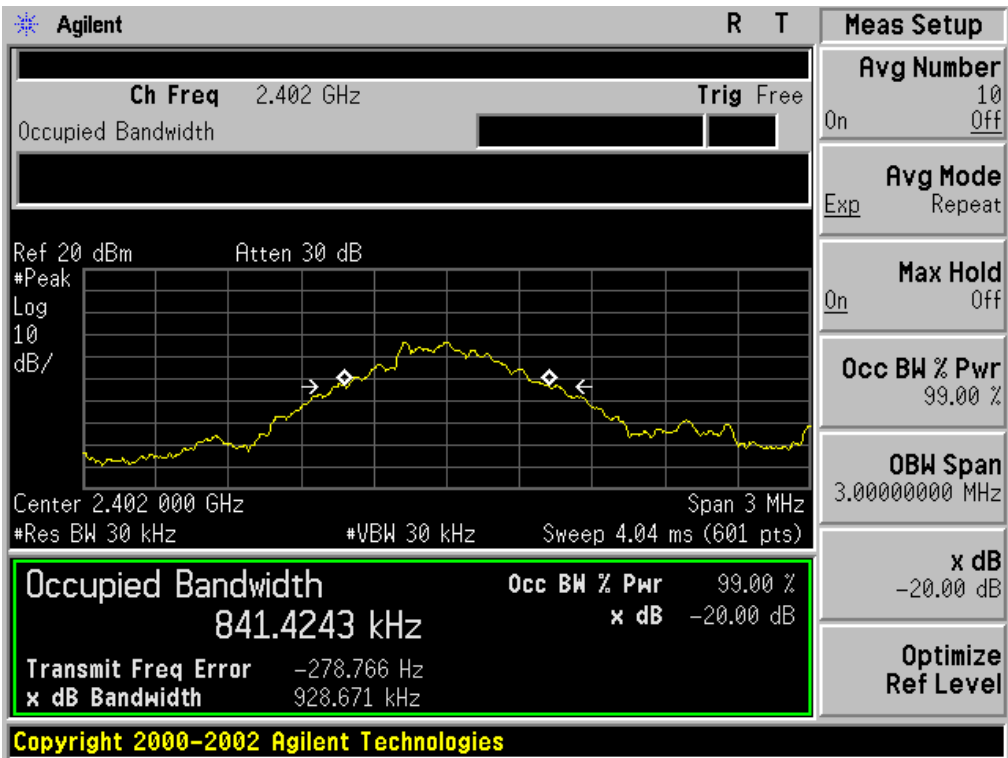 Agilent R T
Ch Freq 2.402 GHz Trig Free
Occupied Bandwidth
Ref 20 dBm Atten 30 dB
#Peak
Log
10
dB/
Center 2.402 000 GHz Span 3 MHz
#Res BW 30 kHz #VBW 30 kHz Sweep 4.04 ms (601 pts)
Occupied Bandwidth
841.4243 kHz
Occ BW % Pwr 99.00 %
x dB -20.00 dB
Transmit Freq Error -278.766 Hz
x dB Bandwidth 928.671 kHz
Copyright 2000-2002 Agilent Technologies
Meas Setup
Avg Number
10
On Off
Avg Mode
Exp Repeat
Max Hold
On Off
Occ BW % Pwr
99.00 %
OBW Span
3.00000000 MHz
x dB
-20.00 dB
Optimize
Ref Level